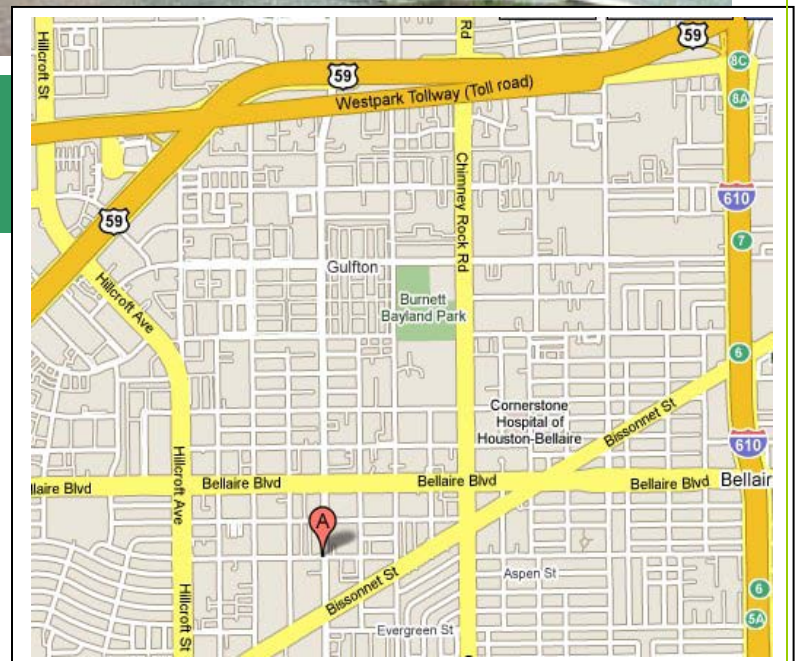 Hillcroft St
59
59
Rd
Westpark Tollway (Toll road)
8C
8A
Chimney Rock Rd
610
59
7
Gulfton
Burnett
Bayland Park
Hillcroft Ave
6
Cornerstone
Hospital of
Houston-Bellaire
Bissonnet St
610
Hillcroft Ave
Bellaire Blvd
Bellaire Blvd
Bellaire Blvd
Bellair
llaire Blvd
A
Aspen St
Bissonnet St
Hillcroft St
6
5A
Evergreen St